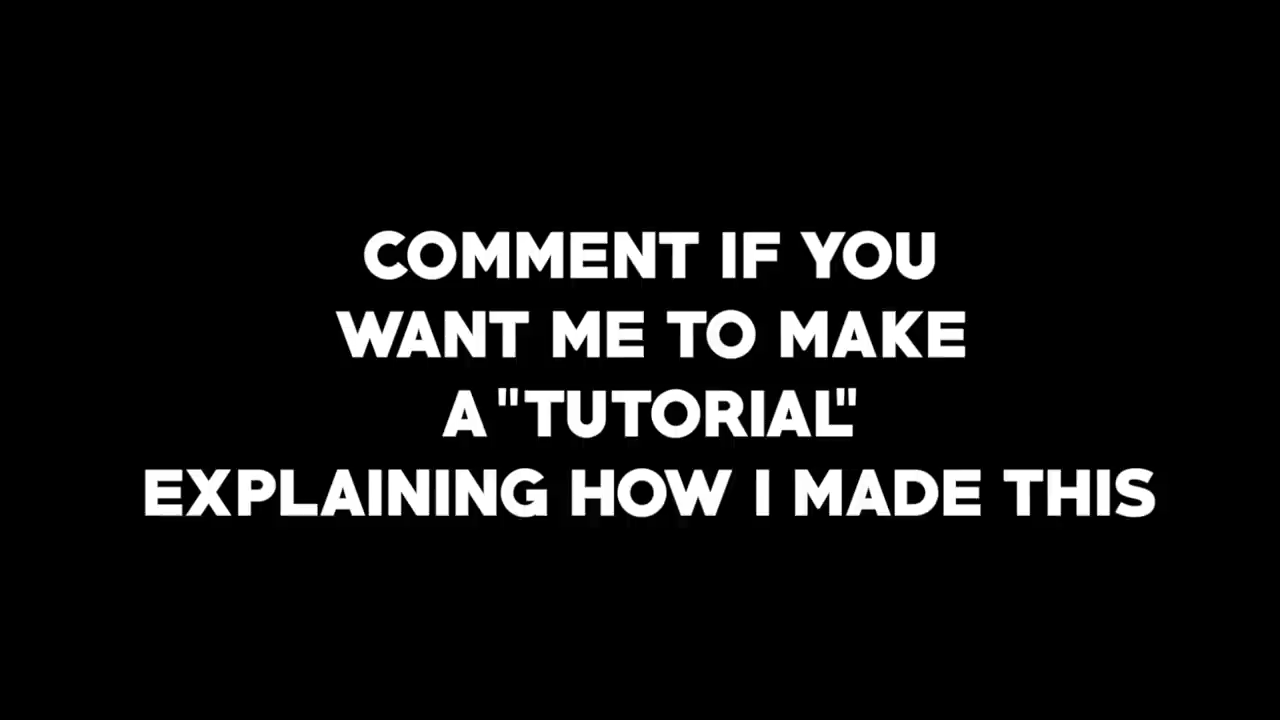 COMMENT IF YOU
WANT ME TO MAKE
A "TUTORIAL"
EXPLAINING HOW I MADE THIS